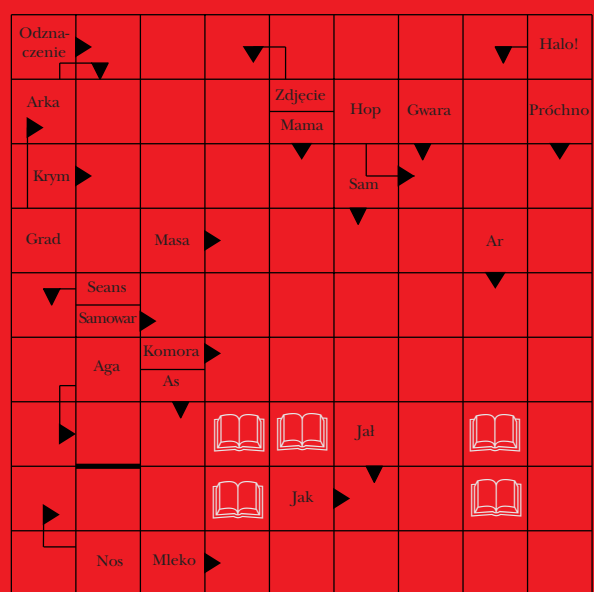 Odzna-
czenie
Halo!
Arka
Zdjęcie
Mama
Hop
Gwara
Próchno
Krym
Sam
Grad
Masa
Ar
Seans
Samowar
Aga
Komora
As
Jał
Jak
Nos
Mleko